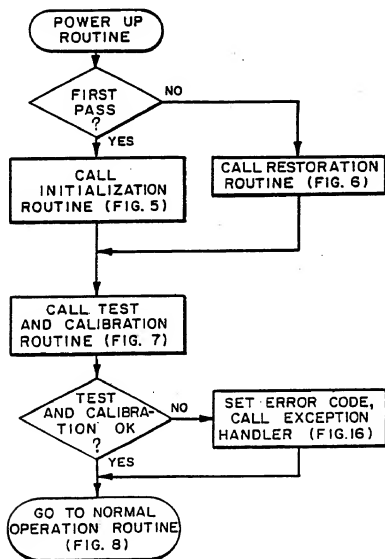 POWER UP
ROUTINE
FIRST
PASS
?
NO
YES
CALL
INITIALIZATION
ROUTINE (FIG. 5)
CALL RESTORATION
ROUTINE (FIG. 6)
CALL TEST
AND CALIBRATION
ROUTINE (FIG. 7)
TEST
AND CALIBRA-
TION OK
?
NO
YES
SET ERROR CODE,
CALL EXCEPTION
HANDLER (FIG.16)
GO TO NORMAL
OPERATION ROUTINE
(FIG. 8)